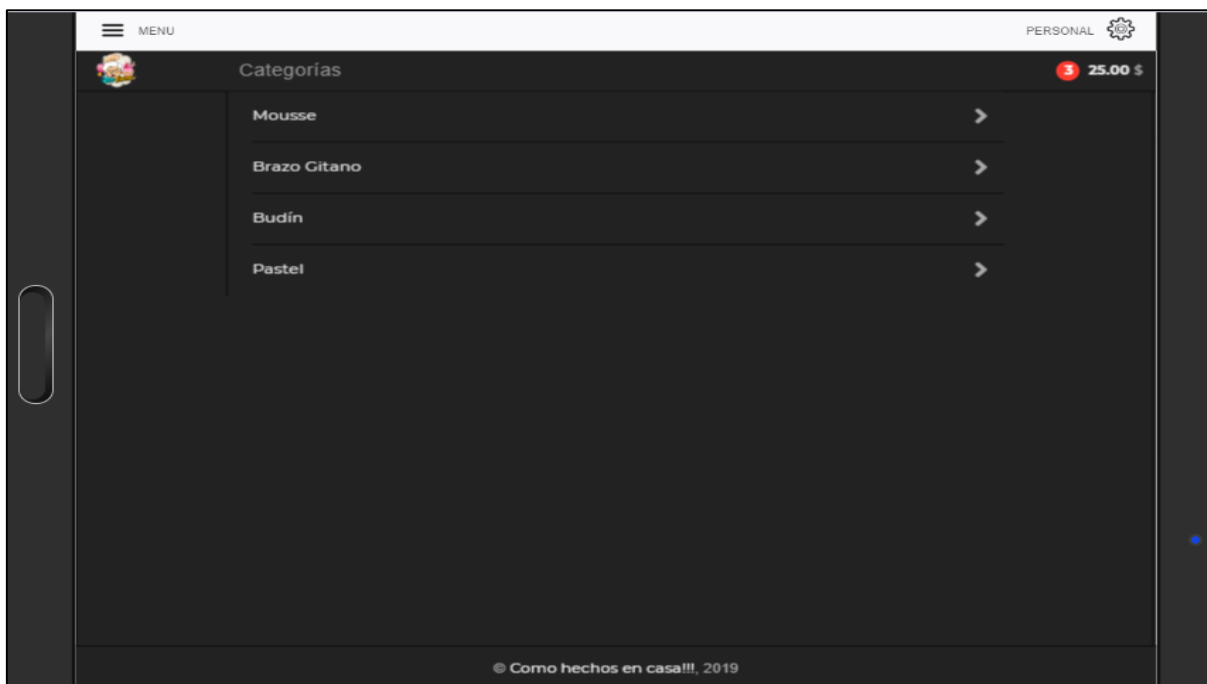 MENU PERSONAL
Categorías 3 25.00 $
Mousse
Brazo Gitano
Budín
Pastel
© Como hechos en casa!!!, 2019